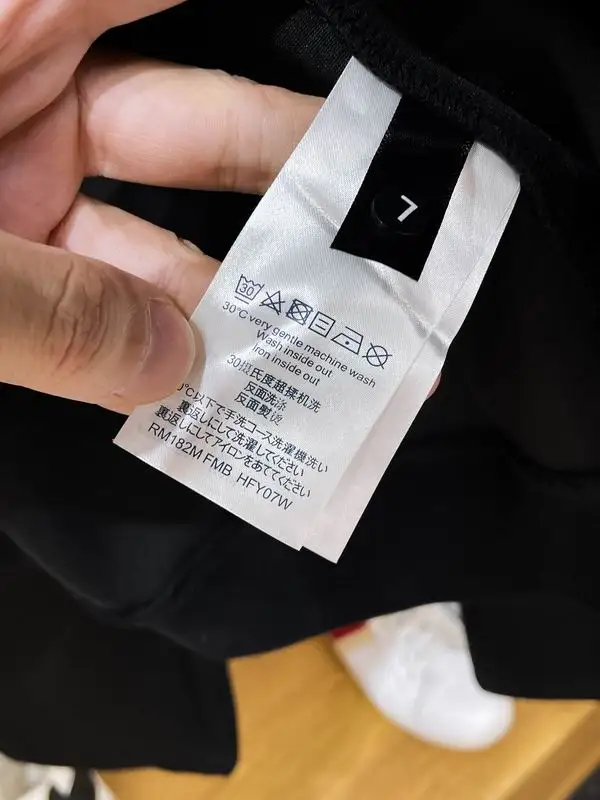 7
30
30°C very gentle machine wash
Wash inside out
Iron inside out
30摄氏度超揉机洗
反面洗涤
反面熨烫
0°C以下で手洗コース洗濯機洗い
裏返しにして洗濯してください
裏返しにしてアイロンをあててください
RM182M FMB HFY07W